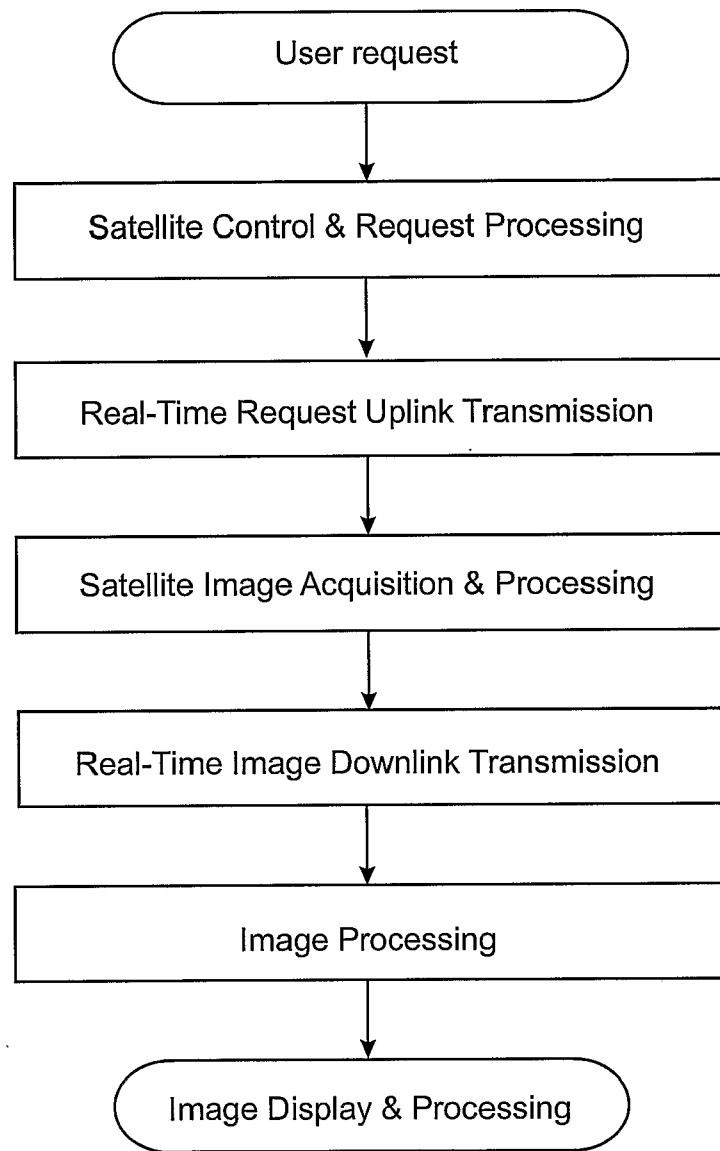 User request
Satellite Control & Request Processing
Real-Time Request Uplink Transmission
Satellite Image Acquisition & Processing
Real-Time Image Downlink Transmission
Image Processing
Image Display & Processing